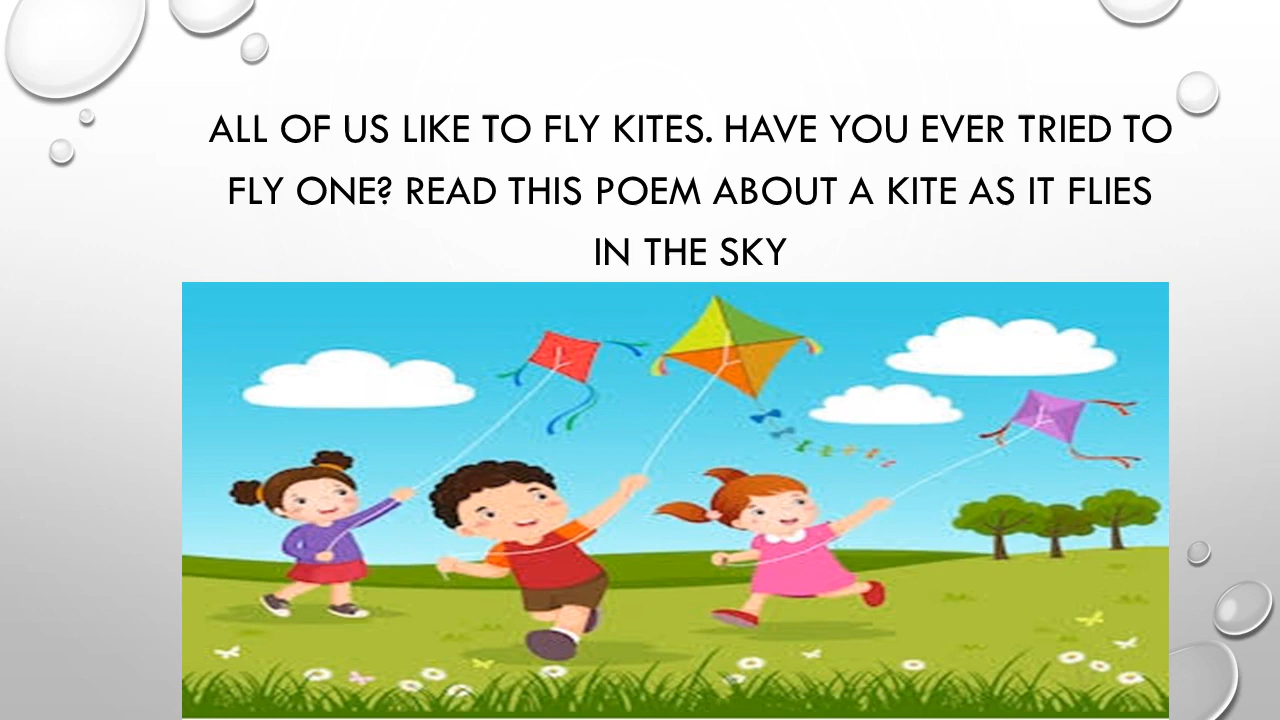 ALL OF US LIKE TO FLY KITES. HAVE YOU EVER TRIED TO
FLY ONE? READ THIS POEM ABOUT A KITE AS IT FLIES
IN THE SKY